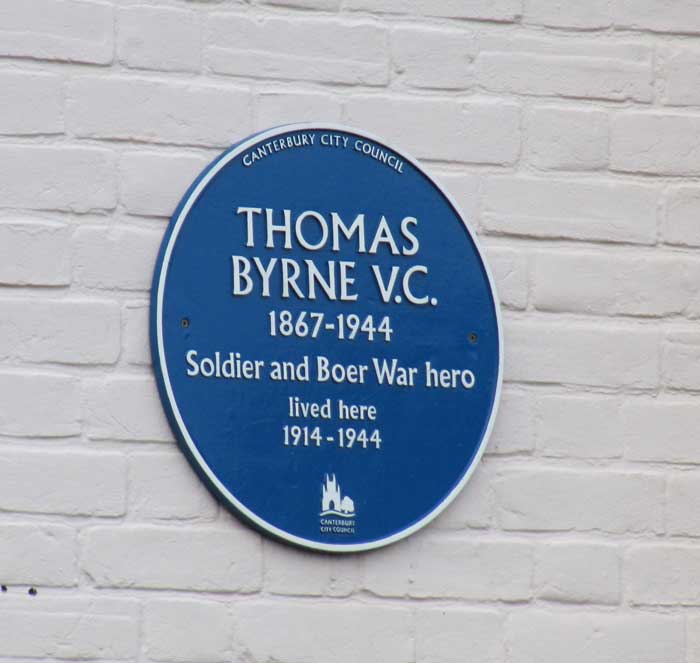 CANTERBURY CITY COUNCIL
THOMAS
BYRNE V.C.
1867-1944
Soldier and Boer War hero
lived here
1914-1944
CANTERBURY
CITY COUNCIL